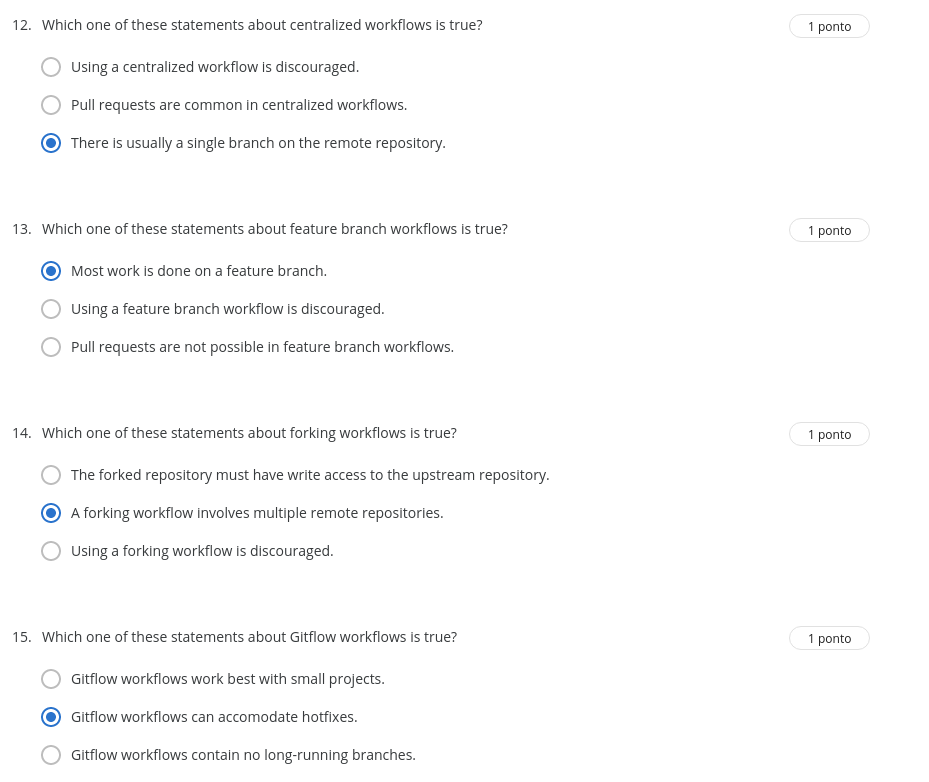 12. Which one of these statements about centralized workflows is true? 1 ponto
Using a centralized workflow is discouraged.
Pull requests are common in centralized workflows.
There is usually a single branch on the remote repository.
13. Which one of these statements about feature branch workflows is true? 1 ponto
Most work is done on a feature branch.
Using a feature branch workflow is discouraged.
Pull requests are not possible in feature branch workflows.
14. Which one of these statements about forking workflows is true? 1 ponto
The forked repository must have write access to the upstream repository.
A forking workflow involves multiple remote repositories.
Using a forking workflow is discouraged.
15. Which one of these statements about Gitflow workflows is true? 1 ponto
Gitflow workflows work best with small projects.
Gitflow workflows can accomodate hotfixes.
Gitflow workflows contain no long-running branches.